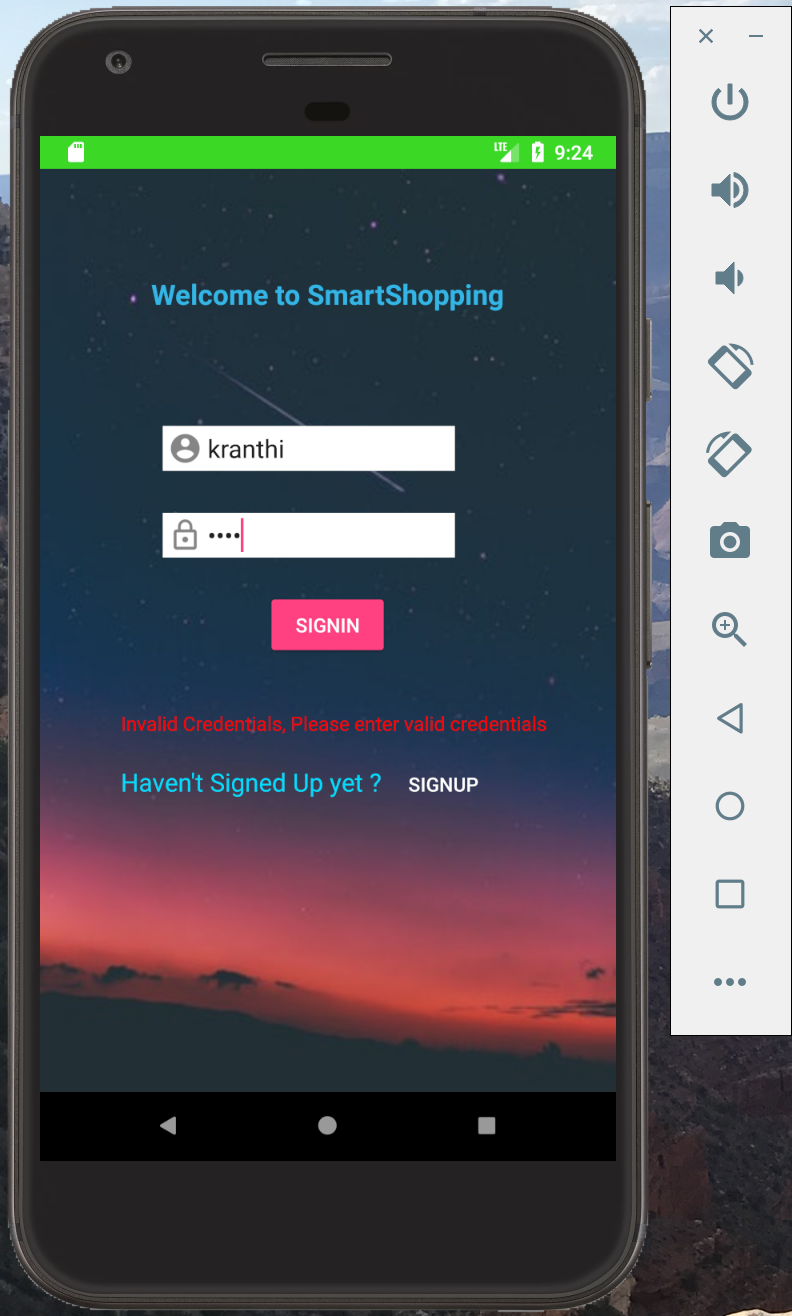 LTE 9:24
Welcome to SmartShopping
kranthi
••••
SIGNIN
Invalid Credentials, Please enter valid credentials
Haven't Signed Up yet ? SIGNUP